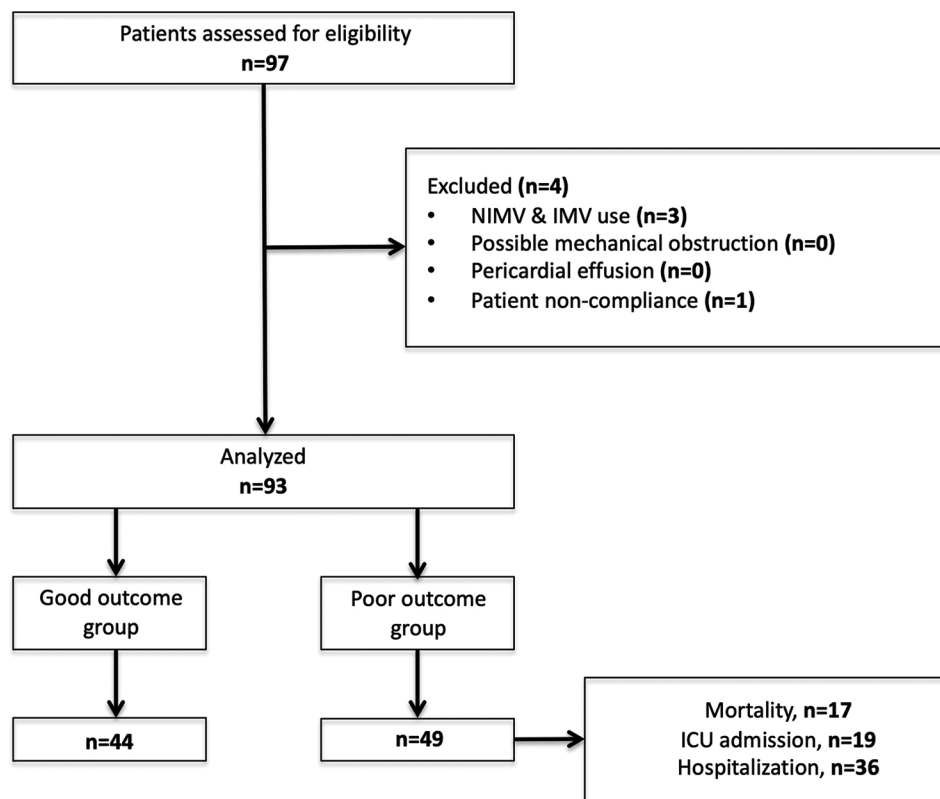 Patients assessed for eligibility
n=97
Excluded (n=4)
• NIMV & IMV use (n=3)
• Possible mechanical obstruction (n=0)
• Pericardial effusion (n=0)
• Patient non-compliance (n=1)
Analyzed
n=93
Good outcome
group
Poor outcome
group
n=44
n=49
Mortality, n=17
ICU admission, n=19
Hospitalization, n=36